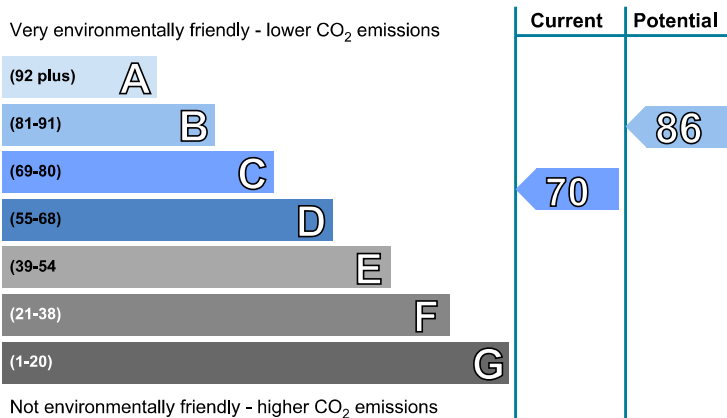 Very environmentally friendly - lower CO₂ emissions
Current
Potential
(92 plus) A
(81-91) B
86
(69-80) C
70
(55-68) D
(39-54 E
(21-38) F
(1-20) G
Not environmentally friendly - higher CO₂ emissions